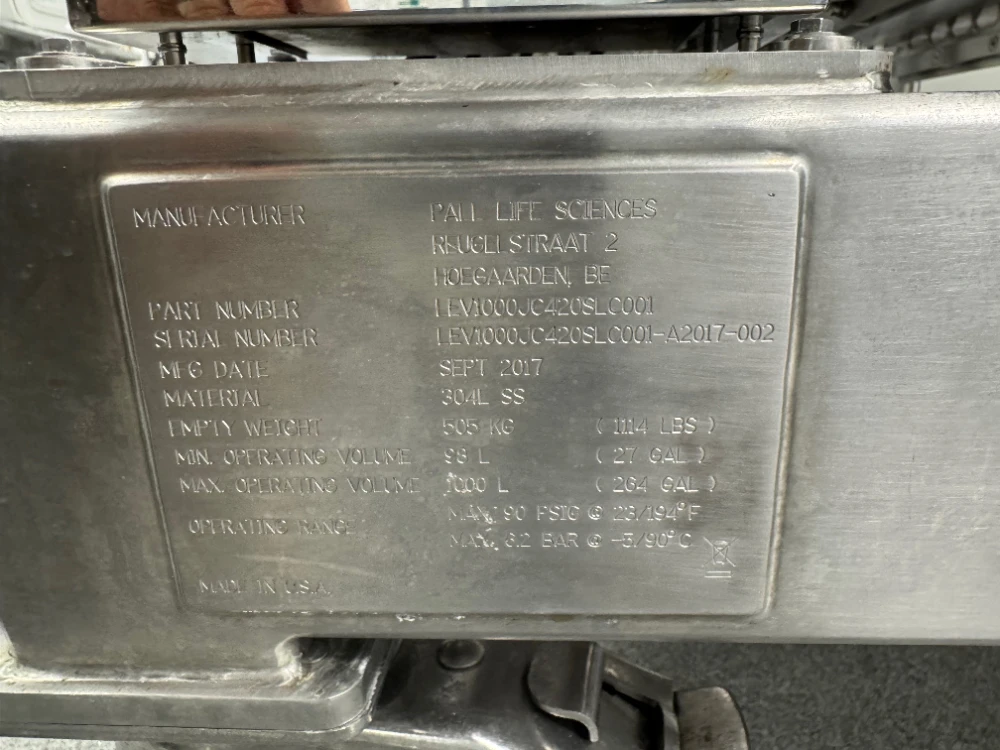 MANUFACTURER PALL LIFE SCIENCES
REUGELSTRAAT 2
HOEGAARDEN, BE
PART NUMBER LEV1000JC420SLC001
SERIAL NUMBER LEV1000JC420SLC001-A2017-002
MFG DATE SEPT 2017
MATERIAL 304L SS
EMPTY WEIGHT 505 KG ( 1114 LBS )
MIN. OPERATING VOLUME 98 L ( 27 GAL )
MAX. OPERATING VOLUME 1000 L ( 264 GAL )
OPERATING RANGE MAX. 90 PSIG @ 23/194°F
MAX. 6.2 BAR @ -5/90°C
MADE IN U.S.A.